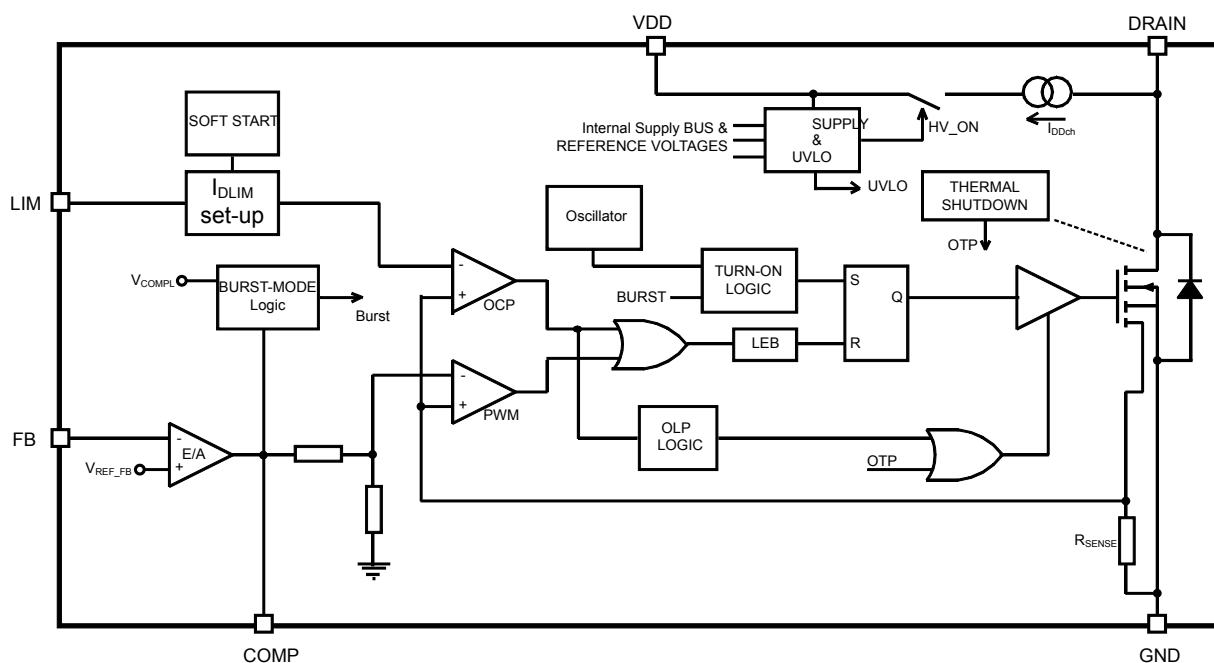 VDD
DRAIN
SOFT START
Internal Supply BUS &
REFERENCE VOLTAGES
SUPPLY
&
UVLO
HV_ON
IDDch
UVLO
LIM
IDLIM
set-up
Oscillator
THERMAL
SHUTDOWN
OTP
VCOMPL
BURST-MODE
Logic
Burst
-
+
OCP
TURN-ON
LOGIC
BURST
S
Q
R
LEB
-
+
PWM
FB
-
E/A
VREF_FB
+
OLP
LOGIC
OTP
RSENSE
COMP
GND